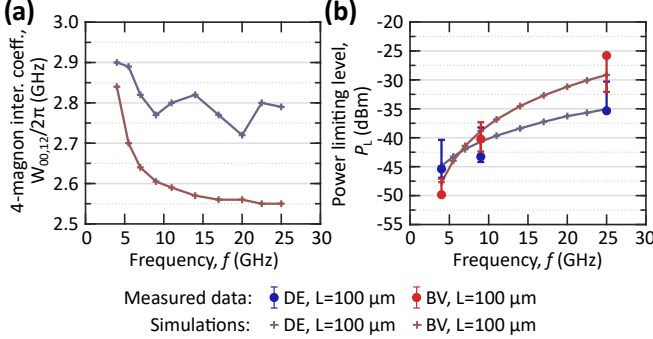 (a)
4-magnon inter. coeff.,
W00,12/2π (GHz)
3.0
2.9
2.8
2.7
2.6
2.5
0 5 10 15 20 25 30
Frequency, f (GHz)
(b)
Power limiting level,
PL (dBm)
-20
-25
-30
-35
-40
-45
-50
-55
0 5 10 15 20 25 30
Frequency, f (GHz)
Measured data: DE, L=100 μm BV, L=100 μm
Simulations: DE, L=100 μm BV, L=100 μm